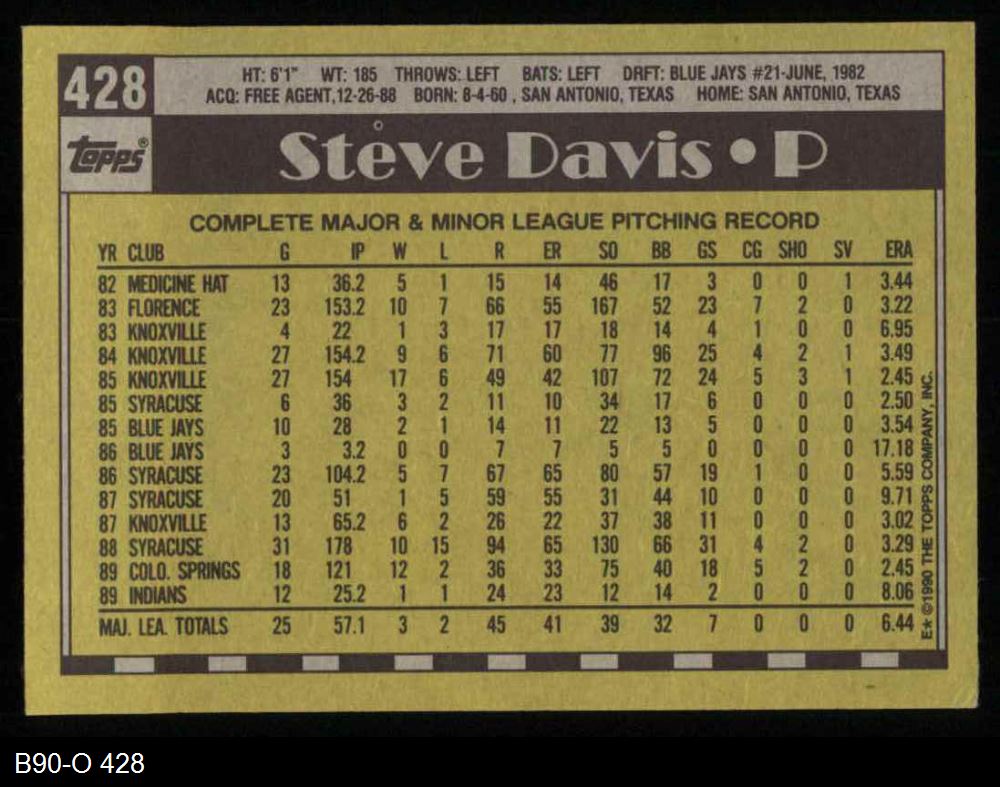 428
HT: 6'1" WT: 185 THROWS: LEFT BATS: LEFT DRFT: BLUE JAYS #21-JUNE, 1982
ACQ: FREE AGENT,12-26-88 BORN: 8-4-60 , SAN ANTONIO, TEXAS HOME: SAN ANTONIO, TEXAS
topps®
Steve Davis • P
COMPLETE MAJOR & MINOR LEAGUE PITCHING RECORD
YR CLUB G IP W L R ER SO BB GS CG SHO SV ERA
82 MEDICINE HAT 13 36.2 5 1 15 14 46 17 3 0 0 1 3.44
83 FLORENCE 23 153.2 10 7 66 55 167 52 23 7 2 0 3.22
83 KNOXVILLE 4 22 1 3 17 17 18 14 4 1 0 0 6.95
84 KNOXVILLE 27 154.2 9 6 71 60 77 96 25 4 2 1 3.49
85 KNOXVILLE 27 154 17 6 49 42 107 72 24 5 3 1 2.45
85 SYRACUSE 6 36 3 2 11 10 34 17 6 0 0 0 2.50
85 BLUE JAYS 10 28 2 1 14 11 22 13 5 0 0 0 3.54
86 BLUE JAYS 3 3.2 0 0 7 7 5 5 0 0 0 0 17.18
86 SYRACUSE 23 104.2 5 7 67 65 80 57 19 1 0 0 5.59
87 SYRACUSE 20 51 1 5 59 55 31 44 10 0 0 0 9.71
87 KNOXVILLE 13 65.2 6 2 26 22 37 38 11 0 0 0 3.02
88 SYRACUSE 31 178 10 15 94 65 130 66 31 4 2 0 3.29
89 COLO. SPRINGS 18 121 12 2 36 33 75 40 18 5 2 0 2.45
89 INDIANS 12 25.2 1 1 24 23 12 14 2 0 0 0 8.06
MAJ. LEA. TOTALS 25 57.1 3 2 45 41 39 32 7 0 0 0 6.44
E* ©1990 THE TOPPS COMPANY, INC.
B90-O 428